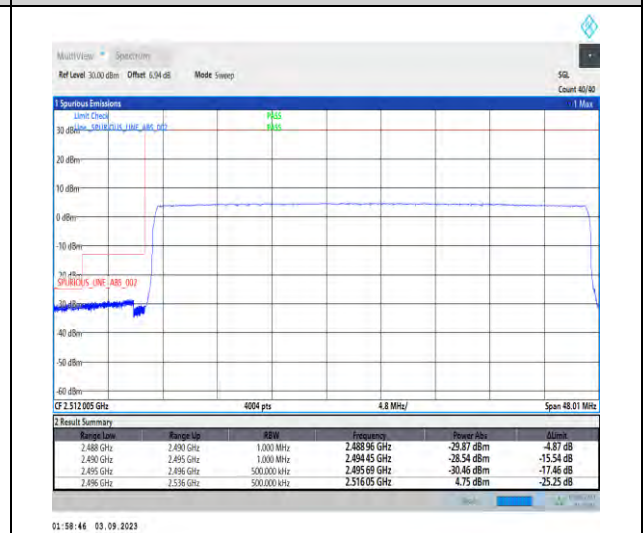 MultiView Spectrum
Ref Level 30.00 dBm Offset 6.94 dB Mode Sweep SGL
Count 40/40
1 Spurious Emissions 1 Max
Limit Check PASS
30 dBm Line _SPURIOUS_LINE_ABS_002 PASS
20 dBm
10 dBm
0 dBm
-10 dBm
-20 dBm
SPURIOUS_LINE_ABS_002
-30 dBm
-40 dBm
-50 dBm
-60 dBm
CF 2.512 005 GHz 4004 pts 4.8 MHz/ Span 48.01 MHz
2 Result Summary
Range Low Range Up RBW Frequency Power Abs ΔLimit
2.488 GHz 2.490 GHz 1.000 MHz 2.488 96 GHz -29.87 dBm -4.87 dB
2.490 GHz 2.495 GHz 1.000 MHz 2.494 45 GHz -28.54 dBm -15.54 dB
2.495 GHz 2.496 GHz 500.000 kHz 2.495 69 GHz -30.46 dBm -17.46 dB
2.496 GHz 2.536 GHz 500.000 kHz 2.516 05 GHz 4.75 dBm -25.25 dB
01:58:46 03.09.2023